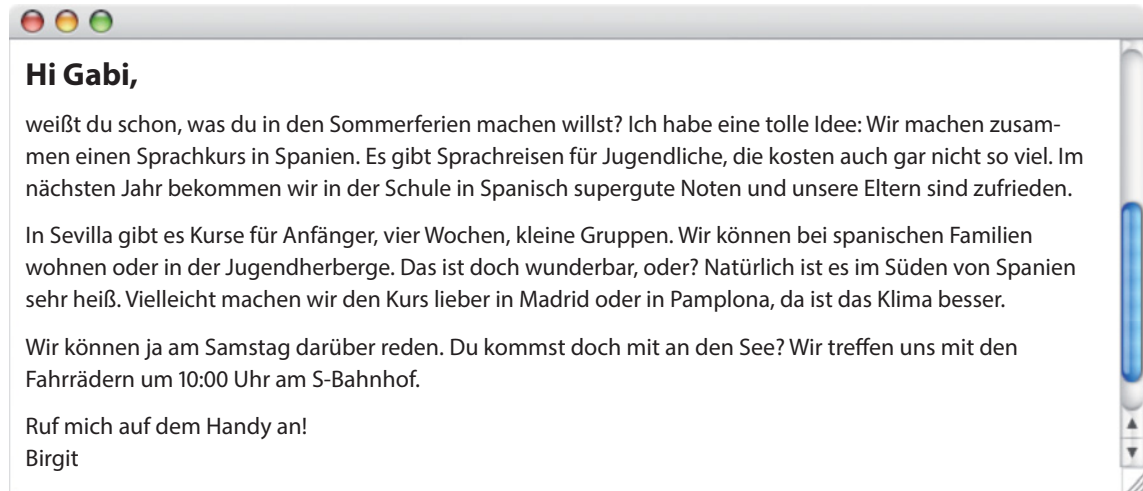 Hi Gabi,
weißt du schon, was du in den Sommerferien machen willst? Ich habe eine tolle Idee: Wir machen zusam-
men einen Sprachkurs in Spanien. Es gibt Sprachreisen für Jugendliche, die kosten auch gar nicht so viel. Im
nächsten Jahr bekommen wir in der Schule in Spanisch supergute Noten und unsere Eltern sind zufrieden.
In Sevilla gibt es Kurse für Anfänger, vier Wochen, kleine Gruppen. Wir können bei spanischen Familien
wohnen oder in der Jugendherberge. Das ist doch wunderbar, oder? Natürlich ist es im Süden von Spanien
sehr heiß. Vielleicht machen wir den Kurs lieber in Madrid oder in Pamplona, da ist das Klima besser.
Wir können ja am Samstag darüber reden. Du kommst doch mit an den See? Wir treffen uns mit den
Fahrrädern um 10:00 Uhr am S-Bahnhof.
Ruf mich auf dem Handy an!
Birgit